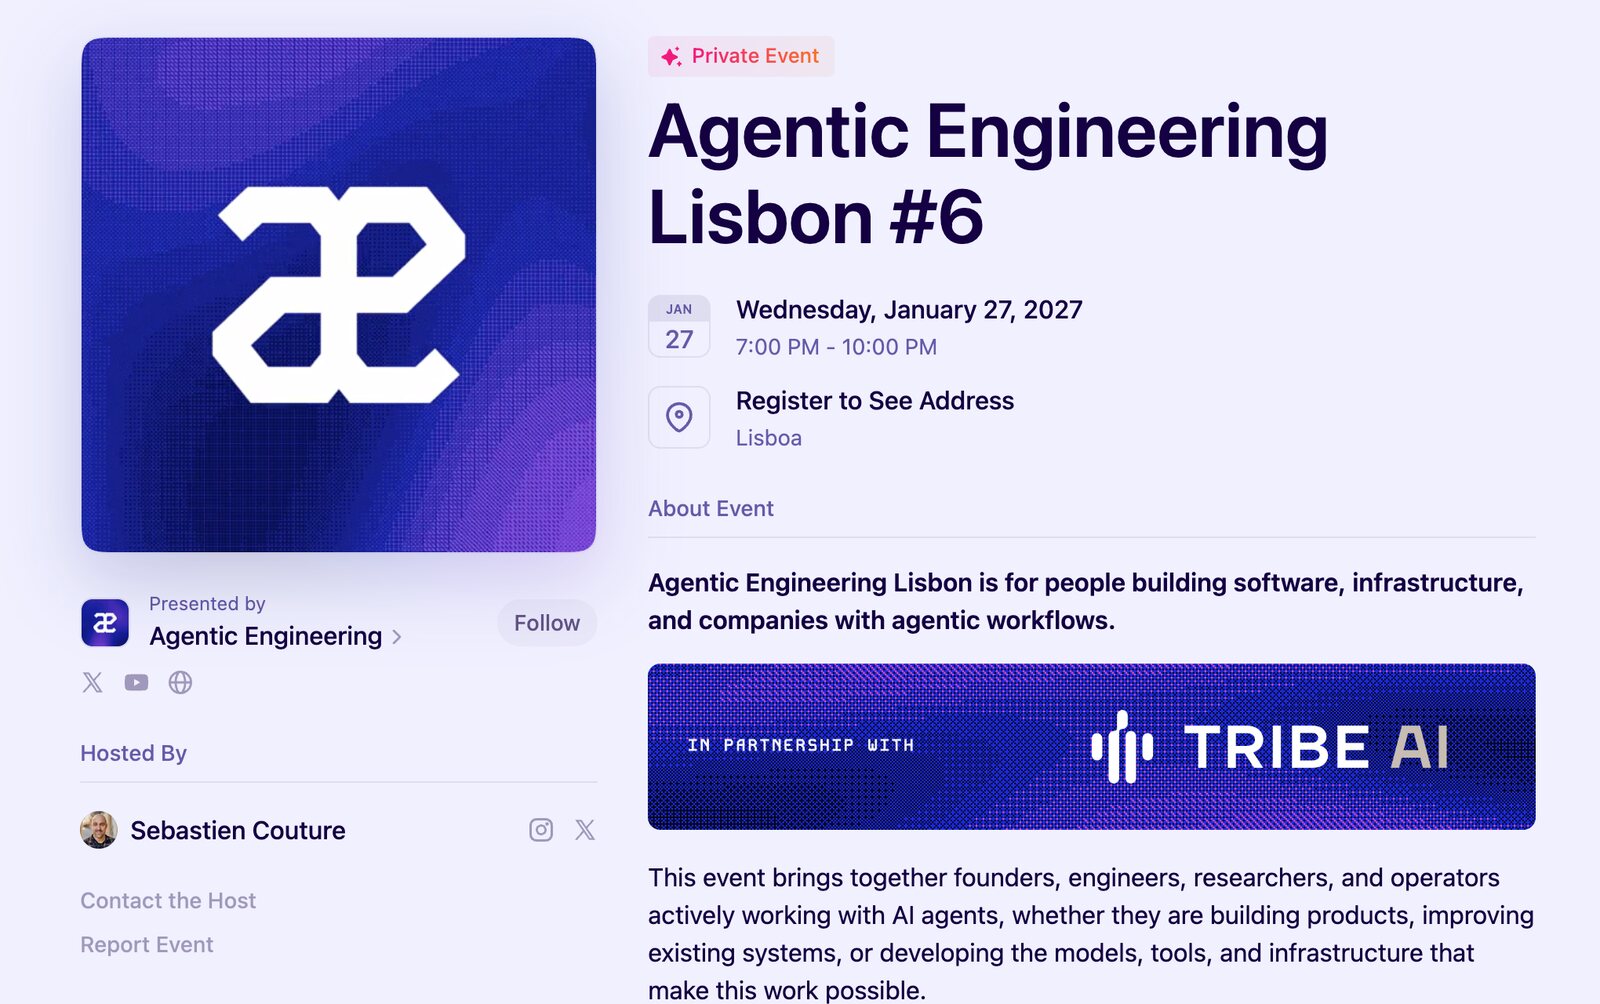 Private Event
Agentic Engineering
Lisbon #6
JAN
27
Wednesday, January 27, 2027
7:00 PM - 10:00 PM
Register to See Address
Lisboa
About Event
Agentic Engineering Lisbon is for people building software, infrastructure,
and companies with agentic workflows.
IN PARTNERSHIP WITH
TRIBE AI
This event brings together founders, engineers, researchers, and operators
actively working with AI agents, whether they are building products, improving
existing systems, or developing the models, tools, and infrastructure that
make this work possible.
æ
æ
Presented by
Agentic Engineering
Follow
Hosted By
Sebastien Couture
Contact the Host
Report Event